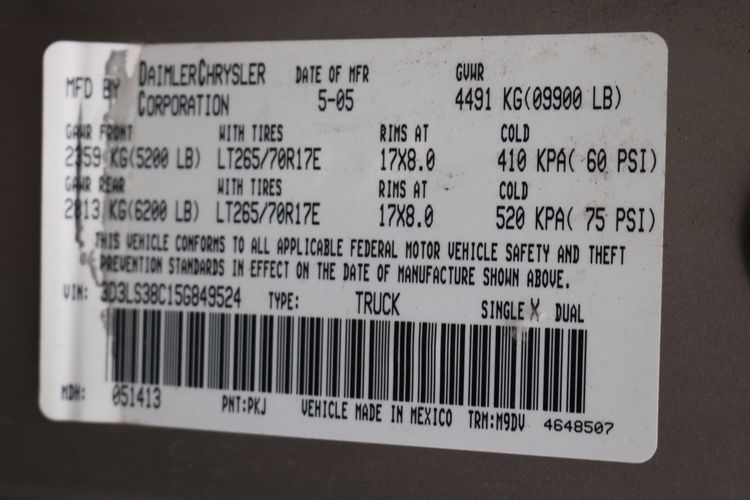 MFD BY DAIMLERCHRYSLER CORPORATION DATE OF MFR 5-05 GVWR 4491 KG(09900 LB)
GAWR FRONT WITH TIRES RIMS AT COLD
2359 KG(5200 LB) LT265/70R17E 17X8.0 410 KPA( 60 PSI)
GAWR REAR WITH TIRES RIMS AT COLD
2813 KG(6200 LB) LT265/70R17E 17X8.0 520 KPA( 75 PSI)
THIS VEHICLE CONFORMS TO ALL APPLICABLE FEDERAL MOTOR VEHICLE SAFETY AND THEFT
PREVENTION STANDARDS IN EFFECT ON THE DATE OF MANUFACTURE SHOWN ABOVE.
VIN: 3D3LS38C15G849524 TYPE: TRUCK SINGLE X DUAL
MDH: 051413 PNT:PKJ VEHICLE MADE IN MEXICO TRM:M9DV 4648507